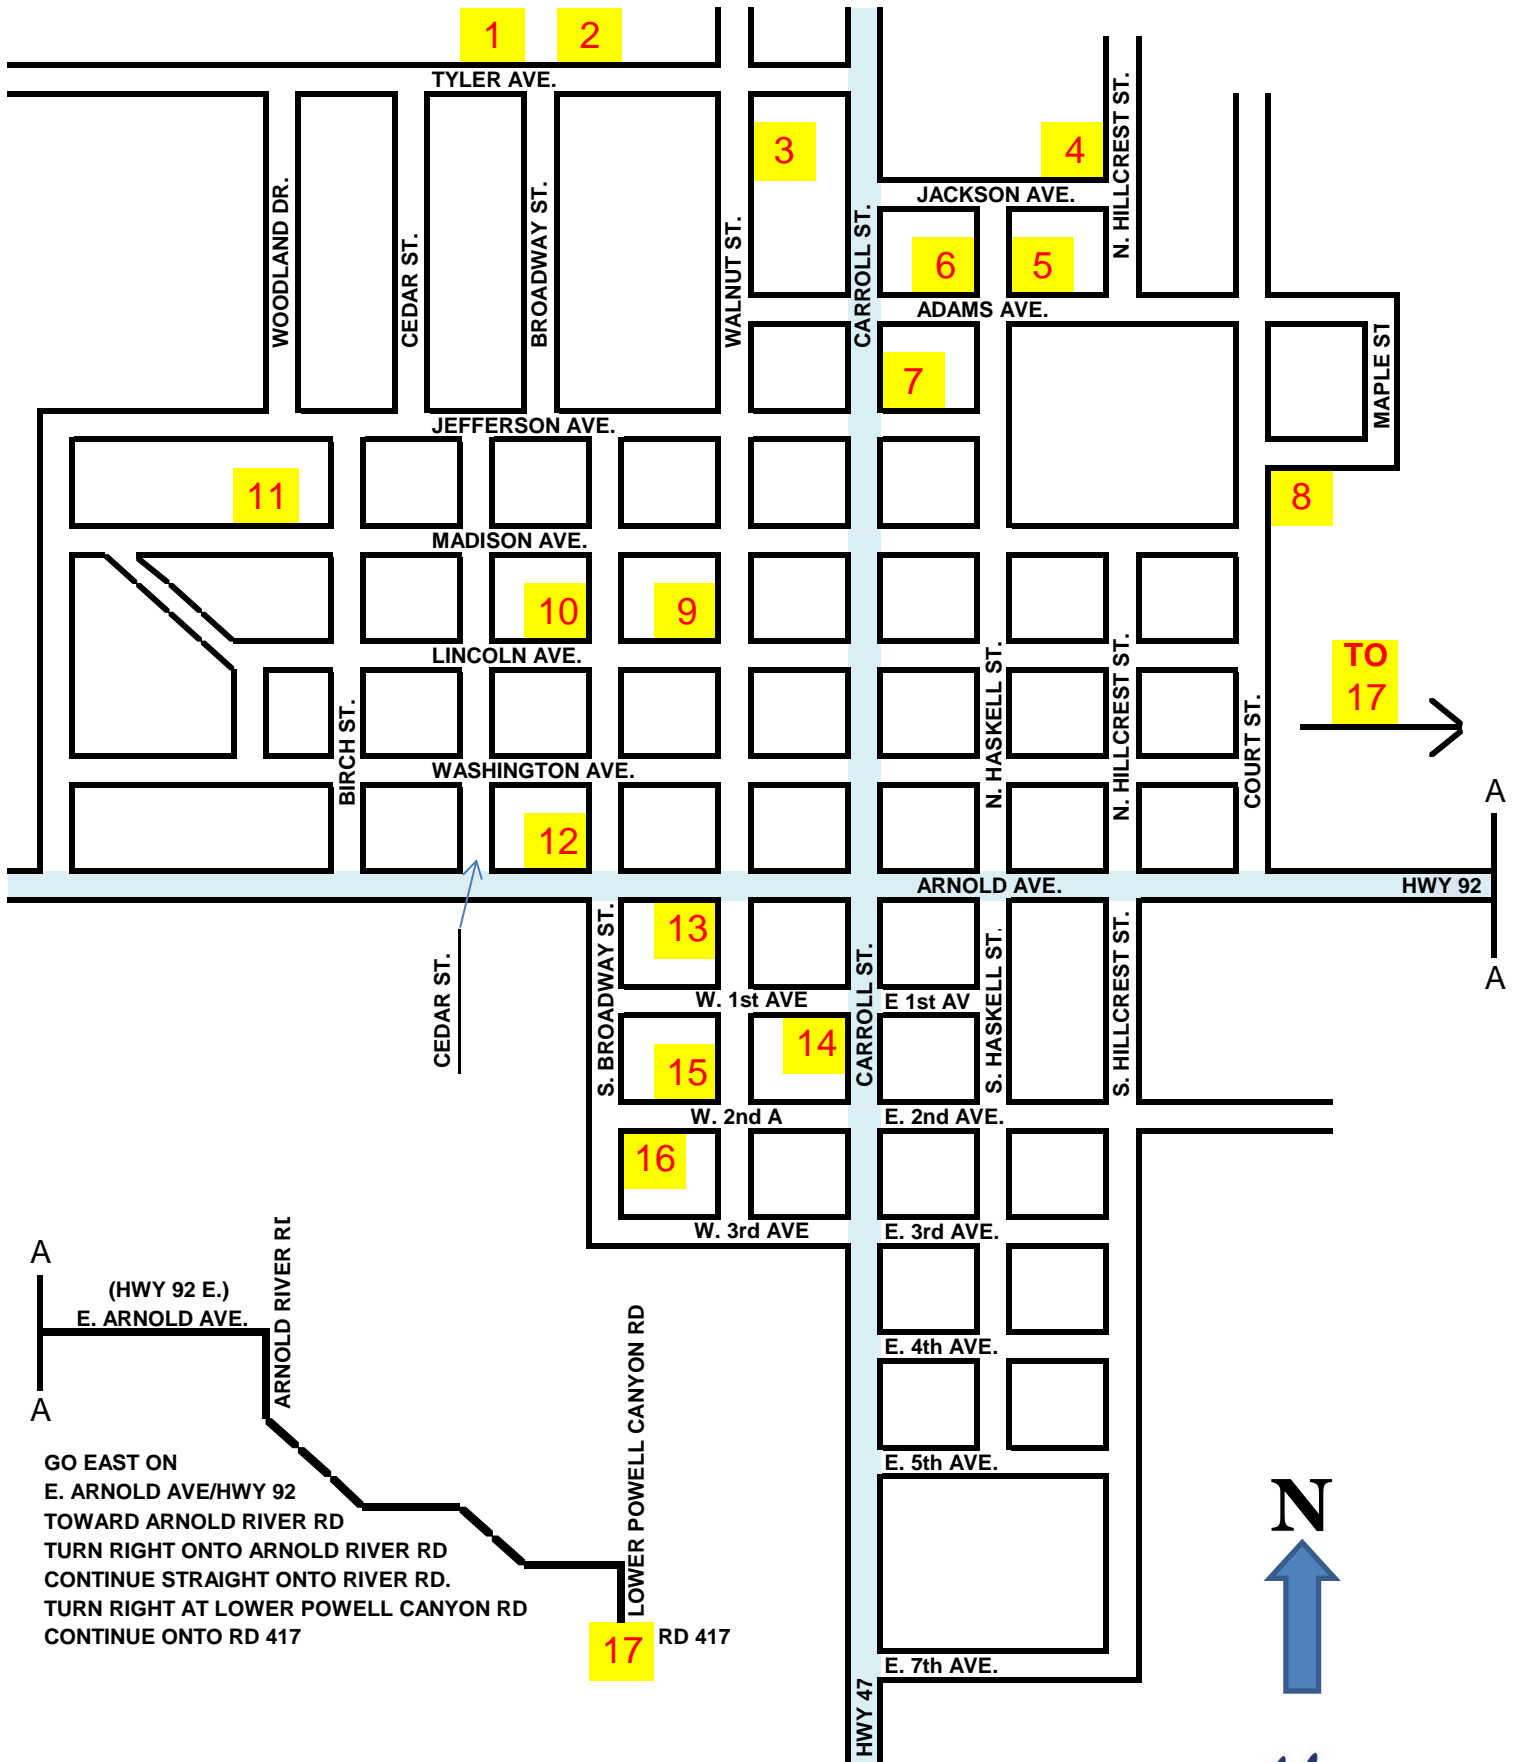 1
2
TYLER AVE.
3
4
N. HILLCREST ST.
JACKSON AVE.
WOODLAND DR.
CEDAR ST.
BROADWAY ST.
WALNUT ST.
CARROLL ST.
6
5
ADAMS AVE.
7
MAPLE ST
JEFFERSON AVE.
11
8
MADISON AVE.
10
9
LINCOLN AVE.
TO
17
BIRCH ST.
N. HASKELL ST.
N. HILLCREST ST.
COURT ST.
WASHINGTON AVE.
12
A
ARNOLD AVE.
HWY 92
A
13
CEDAR ST.
S. BROADWAY ST.
CARROLL ST.
S. HASKELL ST.
S. HILLCREST ST.
W. 1st AVE
E 1st AV
14
15
W. 2nd A
E. 2nd AVE.
16
W. 3rd AVE
E. 3rd AVE.
A
(HWY 92 E.)
E. ARNOLD AVE.
ARNOLD RIVER RD
A
E. 4th AVE.
LOWER POWELL CANYON RD
GO EAST ON
E. ARNOLD AVE/HWY 92
TOWARD ARNOLD RIVER RD
TURN RIGHT ONTO ARNOLD RIVER RD
CONTINUE STRAIGHT ONTO RIVER RD.
TURN RIGHT AT LOWER POWELL CANYON RD
CONTINUE ONTO RD 417
E. 5th AVE.
N
17
RD 417
E. 7th AVE.
HWY 47